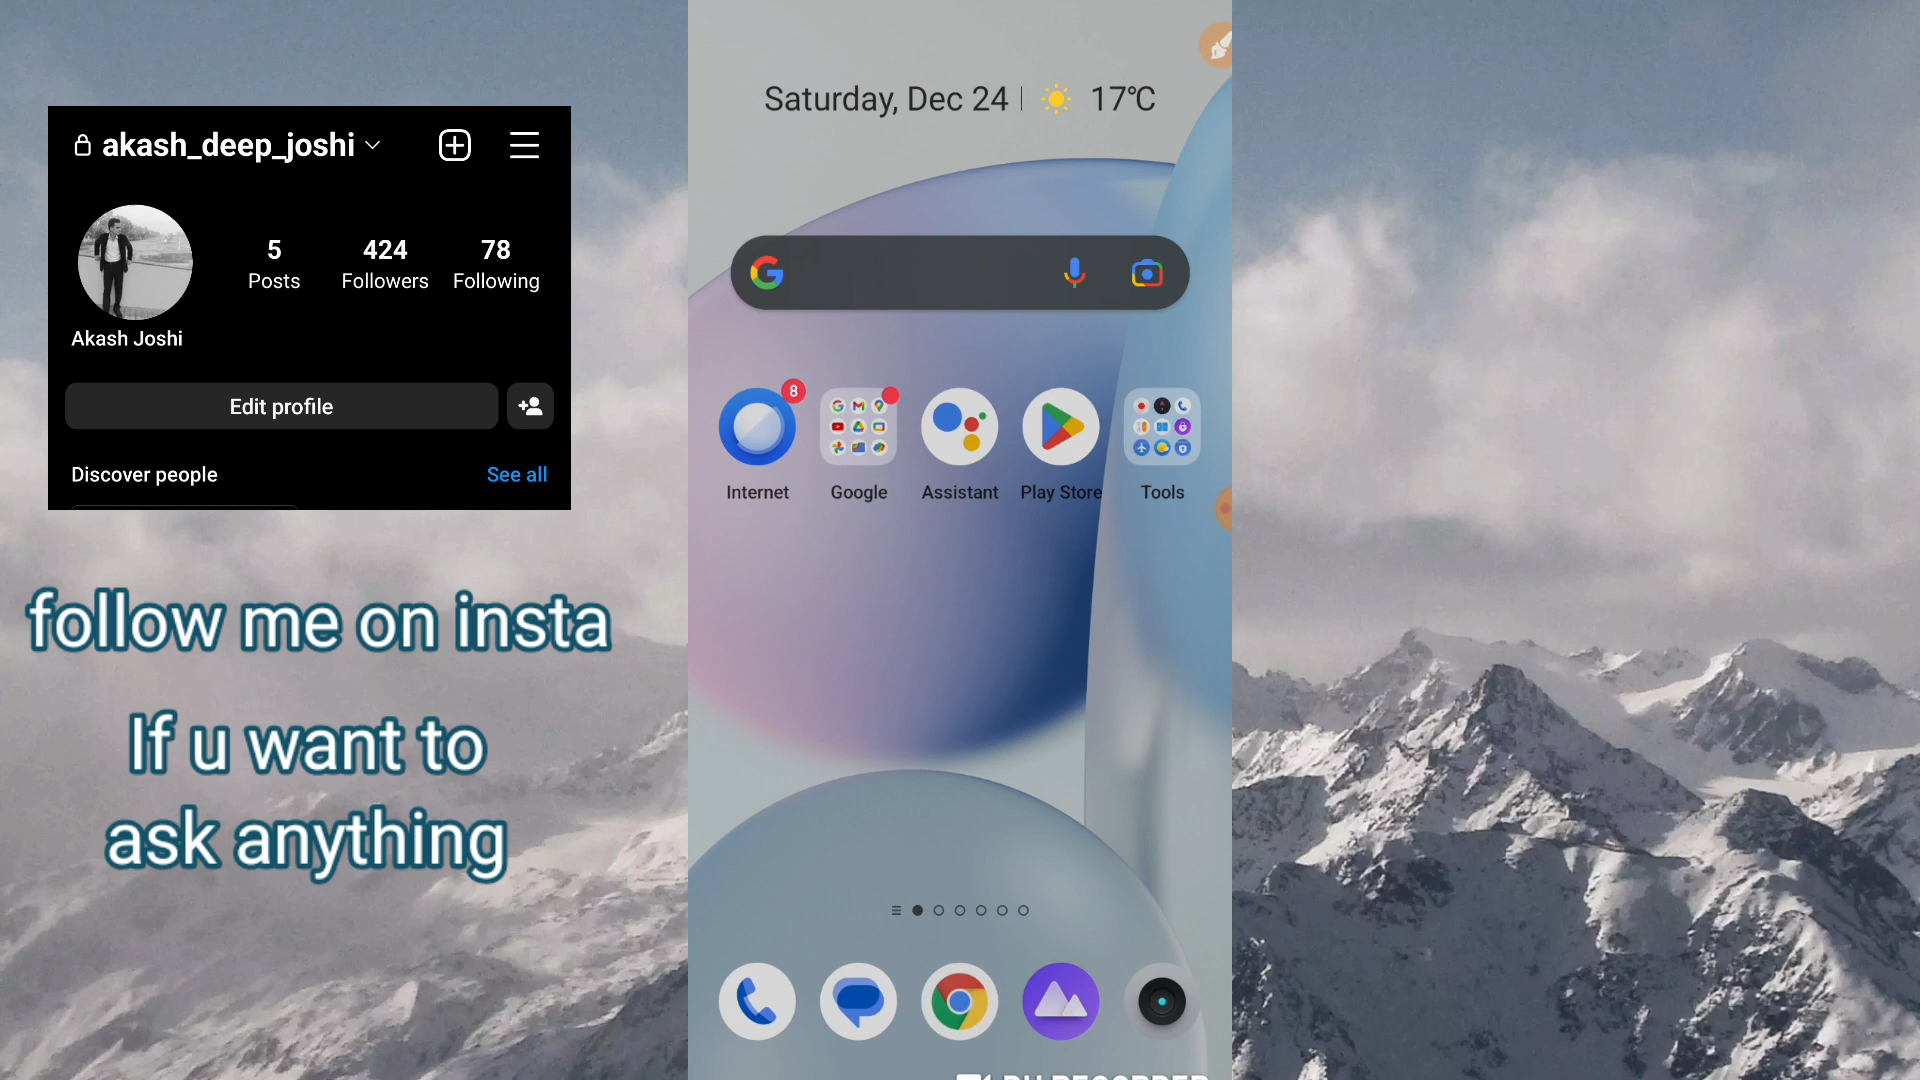 akash_deep_joshi
5
Posts
424
Followers
78
Following
Akash Joshi
Edit profile
Discover people
See all
follow me on insta
If u want to
ask anything
Saturday, Dec 24
17°C
8
Internet
Google
Assistant
Play Store
Tools
RECORDER